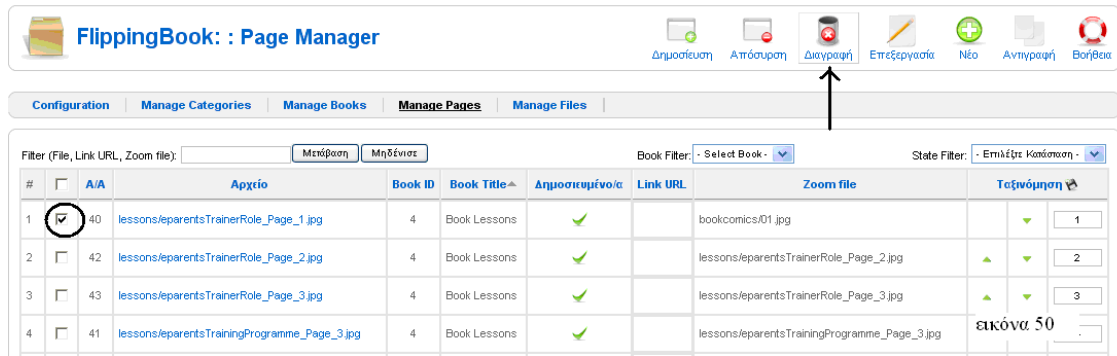 FlippingBook: : Page Manager
Δημοσίευση Απόσυρση Διαγραφή Επεξεργασία Νέο Αντιγραφή Βοήθεια
Configuration Manage Categories Manage Books Manage Pages Manage Files
Filter (File, Link URL, Zoom file): Μετάβαση Μηδένισε Book Filter: - Select Book - State Filter: - Επιλέξτε Κατάσταση -
# Α/Α Αρχείο Book ID Book Title Δημοσιευμένο/α Link URL Zoom file Ταξινόμηση
1 40 lessons/eparentsTrainerRole_Page_1.jpg 4 Book Lessons bookcomics/01.jpg 1
2 42 lessons/eparentsTrainerRole_Page_2.jpg 4 Book Lessons lessons/eparentsTrainerRole_Page_2.jpg 2
3 43 lessons/eparentsTrainerRole_Page_3.jpg 4 Book Lessons lessons/eparentsTrainerRole_Page_3.jpg 3
4 41 lessons/eparentsTrainingProgramme_Page_3.jpg 4 Book Lessons lessons/eparentsTrainingProgramme_Page_3.jpg
εικόνα 50